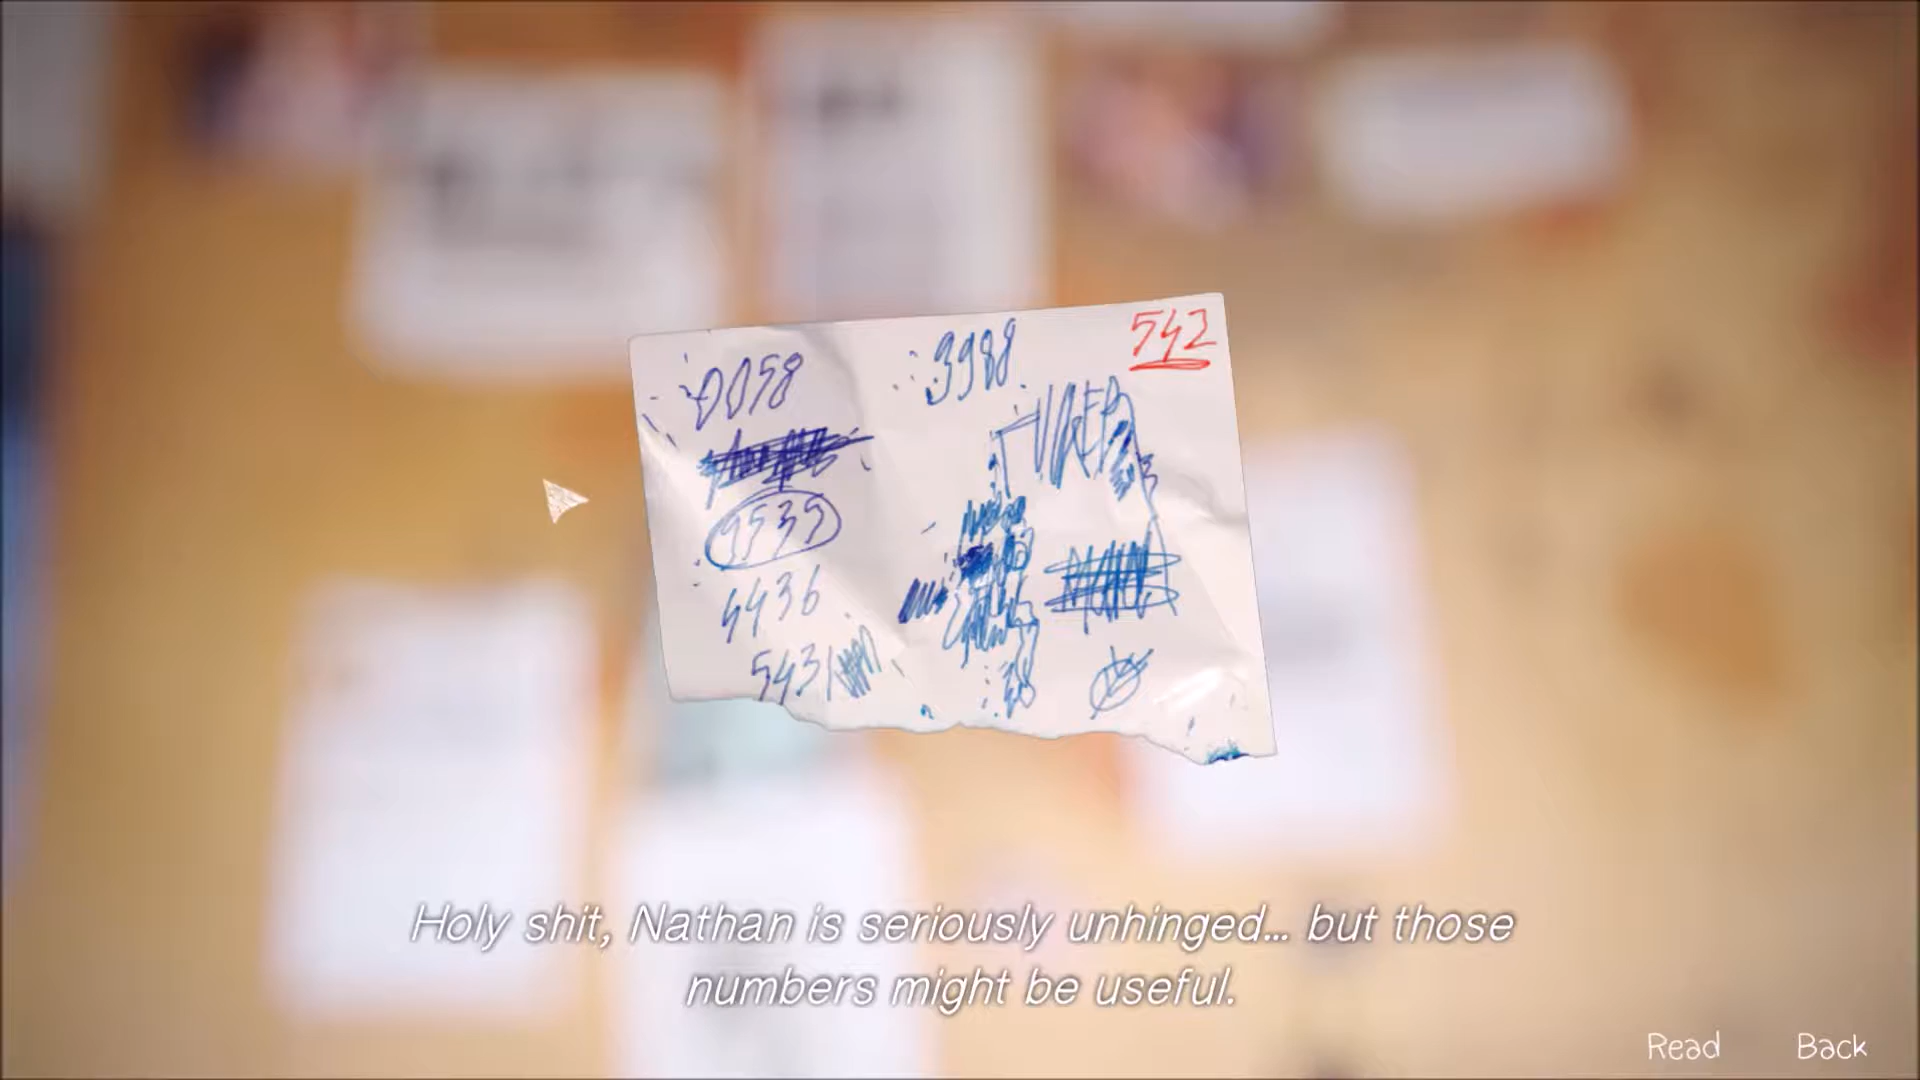 0058
3988
542
9539
5436
543
Holy shit, Nathan is seriously unhinged... but those
numbers might be useful.
Read
Back